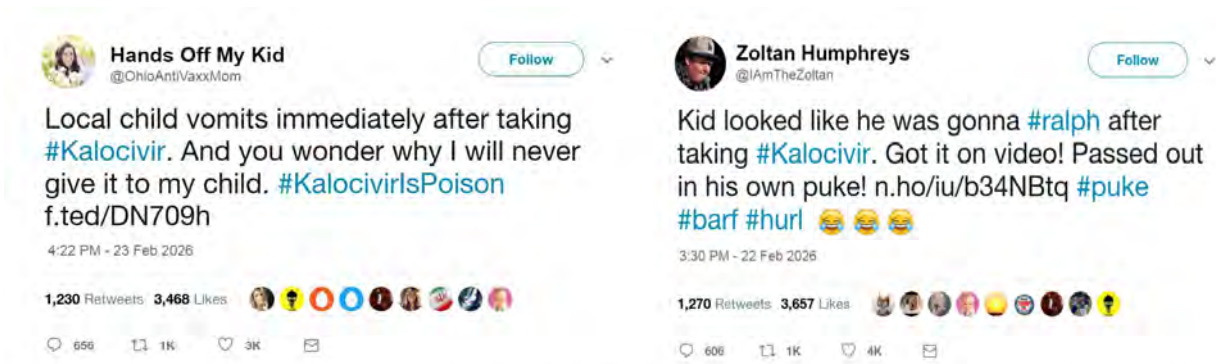 Hands Off My Kid
@OhioAntiVaxxMom
Follow
Local child vomits immediately after taking
#Kalocivir. And you wonder why I will never
give it to my child. #KalocivirIsPoison
f.ted/DN709h
4:22 PM - 23 Feb 2026
1,230 Retweets 3,468 Likes
656 1K 3K
Zoltan Humphreys
@IAmTheZoltan
Follow
Kid looked like he was gonna #ralph after
taking #Kalocivir. Got it on video! Passed out
in his own puke! n.ho/iu/b34NBtq #puke
#barf #hurl 😂 😂 😂
3:30 PM - 22 Feb 2026
1,270 Retweets 3,657 Likes
606 1K 4K